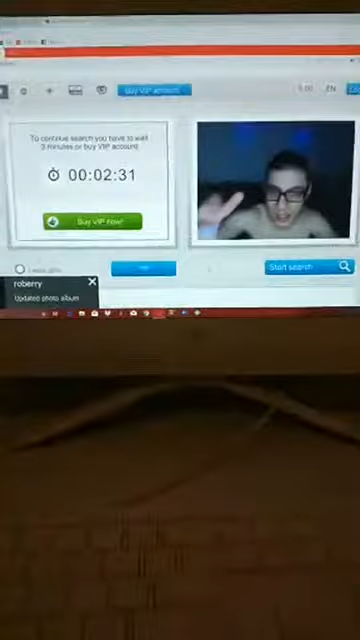 Buy VIP account
EN
To continue search you have to wait
3 minutes or buy VIP account
00:02:31
Buy VIP now!
Start search
roberry
Updated photo album